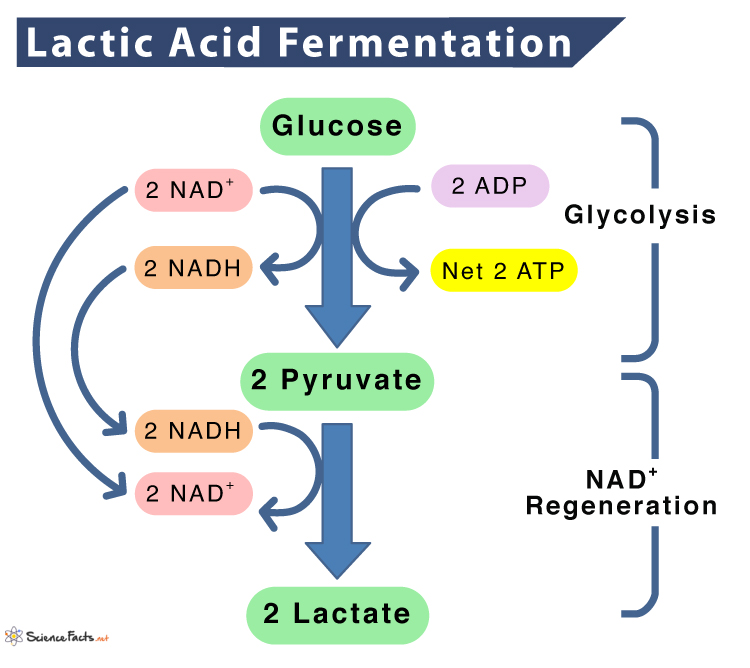 Lactic Acid Fermentation
Glucose
2 NAD⁺
2 ADP
Glycolysis
2 NADH
Net 2 ATP
2 Pyruvate
2 NADH
2 NAD⁺
NAD⁺
Regeneration
2 Lactate
ScienceFacts.net